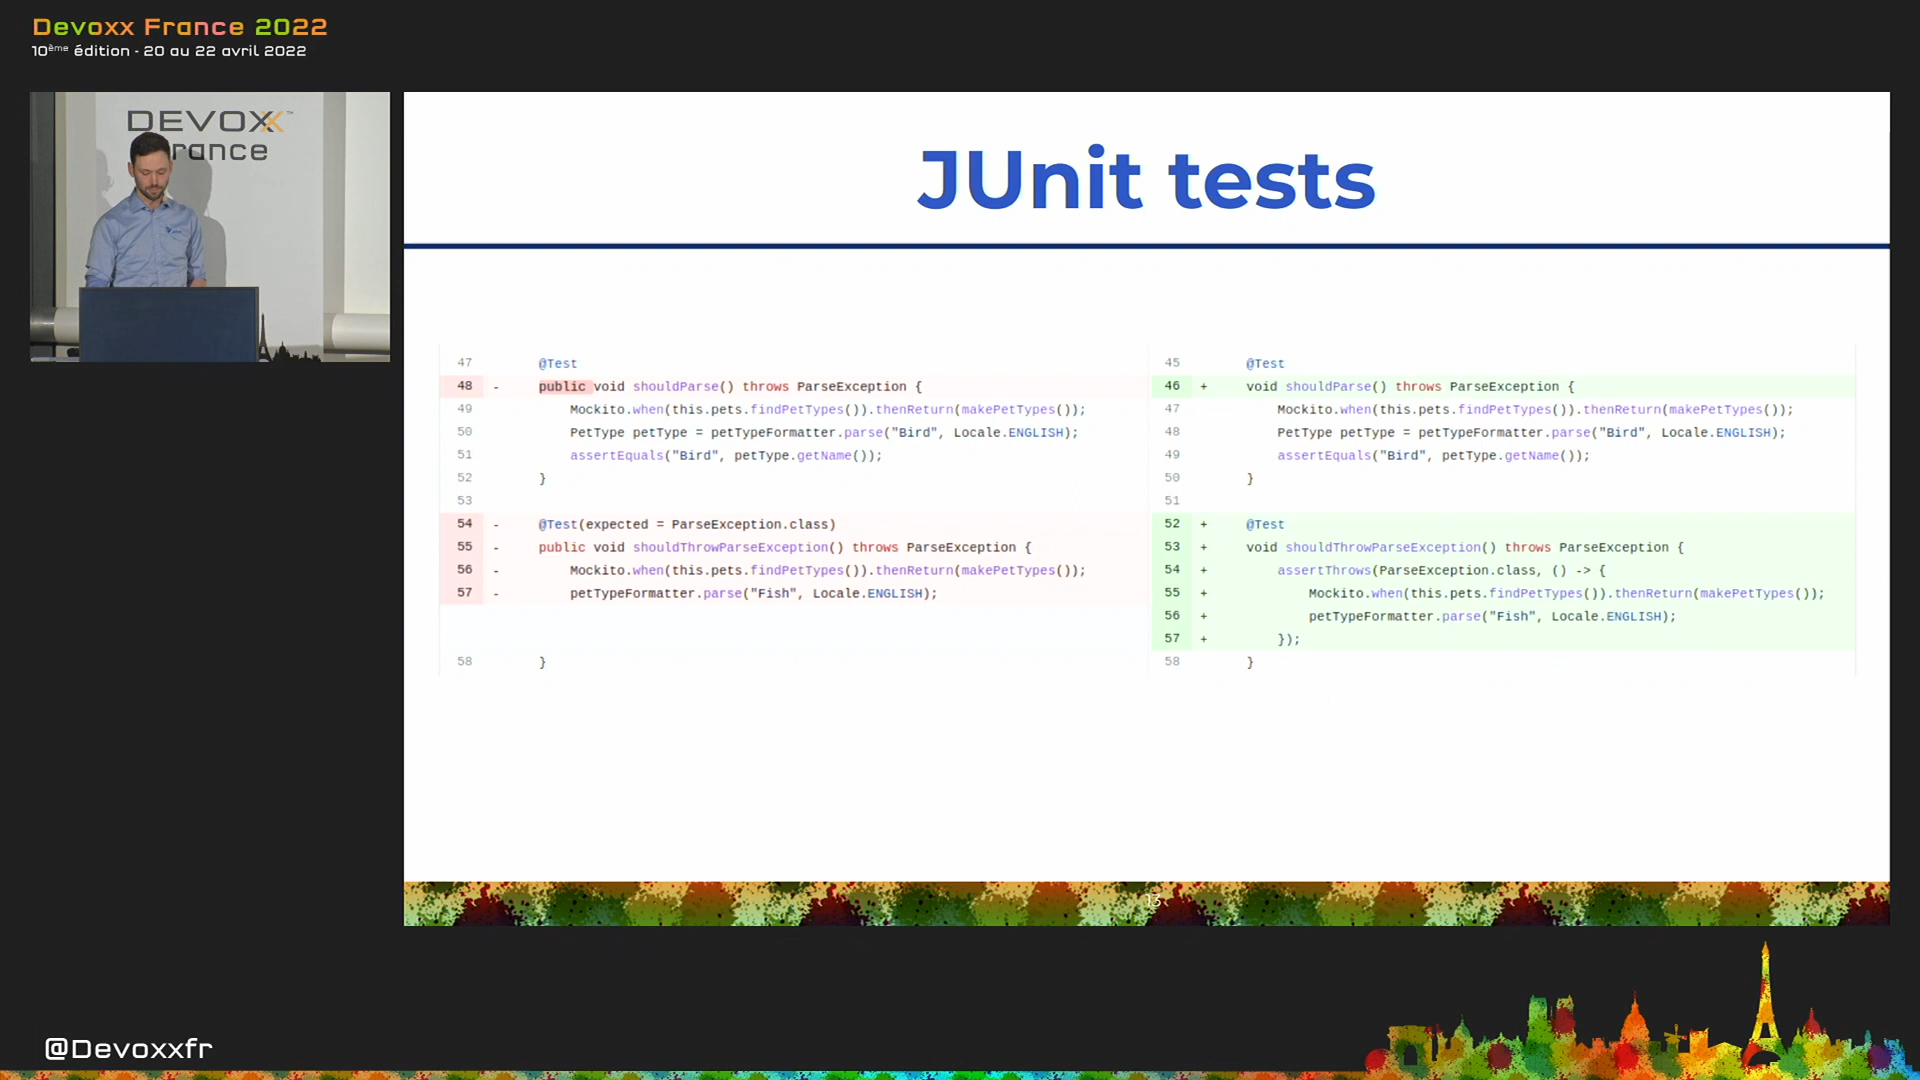 Devoxx France 2022
10ème édition - 20 au 22 avril 2022
DEVOXX™
France
JUnit tests
47 @Test
48 - public void shouldParse() throws ParseException {
49 Mockito.when(this.pets.findPetTypes()).thenReturn(makePetTypes());
50 PetType petType = petTypeFormatter.parse("Bird", Locale.ENGLISH);
51 assertEquals("Bird", petType.getName());
52 }
53
54 - @Test(expected = ParseException.class)
55 - public void shouldThrowParseException() throws ParseException {
56 - Mockito.when(this.pets.findPetTypes()).thenReturn(makePetTypes());
57 - petTypeFormatter.parse("Fish", Locale.ENGLISH);
58 }
45 @Test
46 + void shouldParse() throws ParseException {
47 Mockito.when(this.pets.findPetTypes()).thenReturn(makePetTypes());
48 PetType petType = petTypeFormatter.parse("Bird", Locale.ENGLISH);
49 assertEquals("Bird", petType.getName());
50 }
51
52 + @Test
53 + void shouldThrowParseException() throws ParseException {
54 + assertThrows(ParseException.class, () -> {
55 + Mockito.when(this.pets.findPetTypes()).thenReturn(makePetTypes());
56 + petTypeFormatter.parse("Fish", Locale.ENGLISH);
57 + });
58 }
13
@Devoxxfr